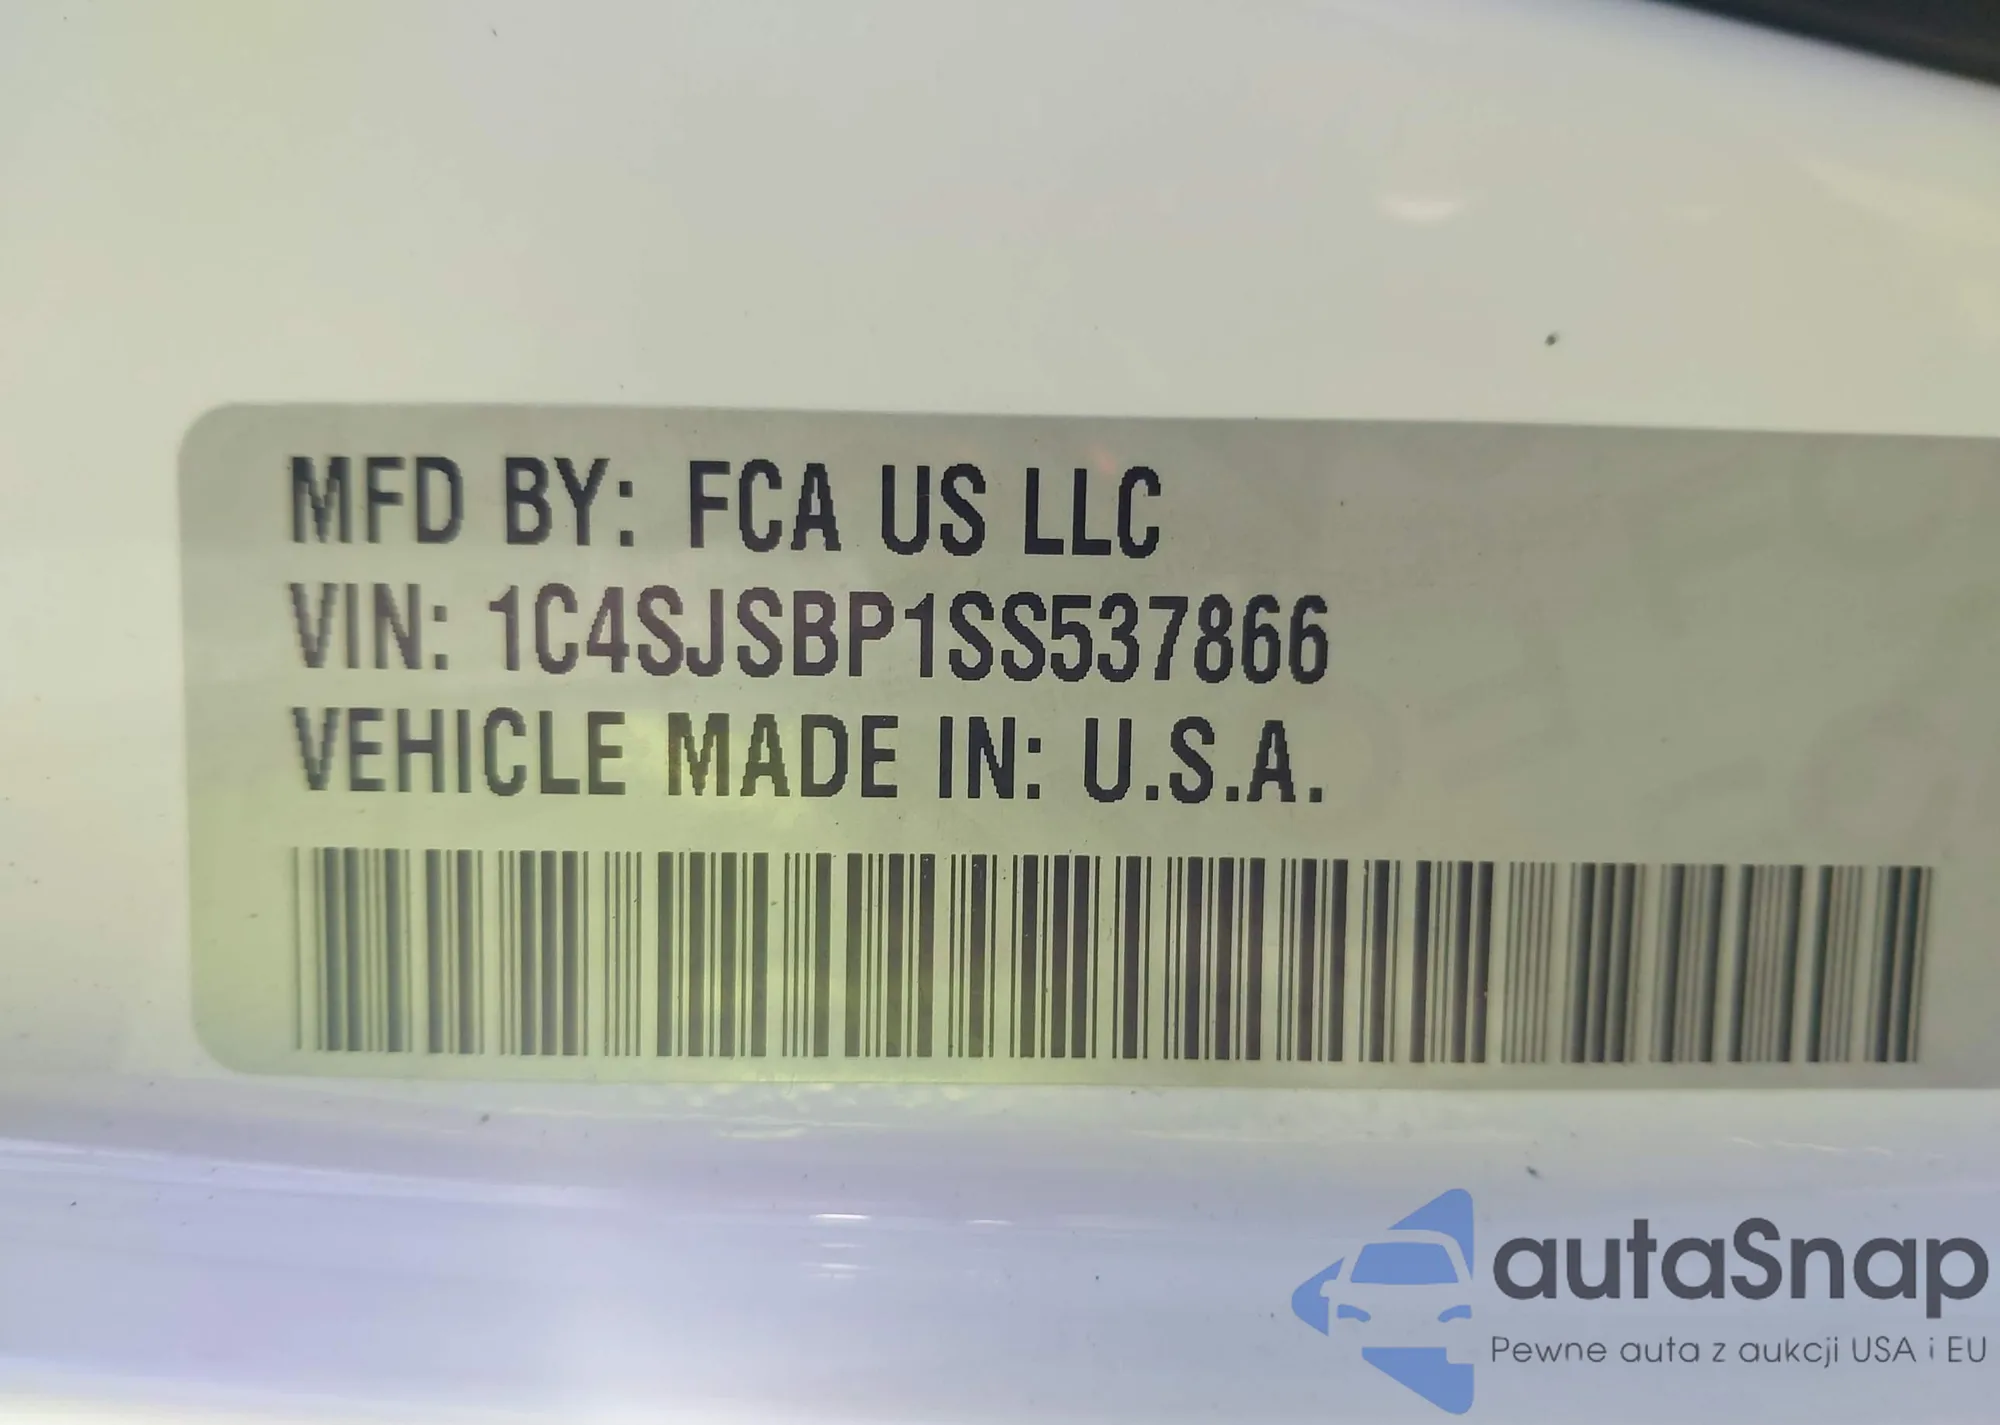 MFD BY: FCA US LLC
VIN: 1C4SJSBP1SS537866
VEHICLE MADE IN: U.S.A.
autaSnap
Pewne auta z aukcji USA i EU